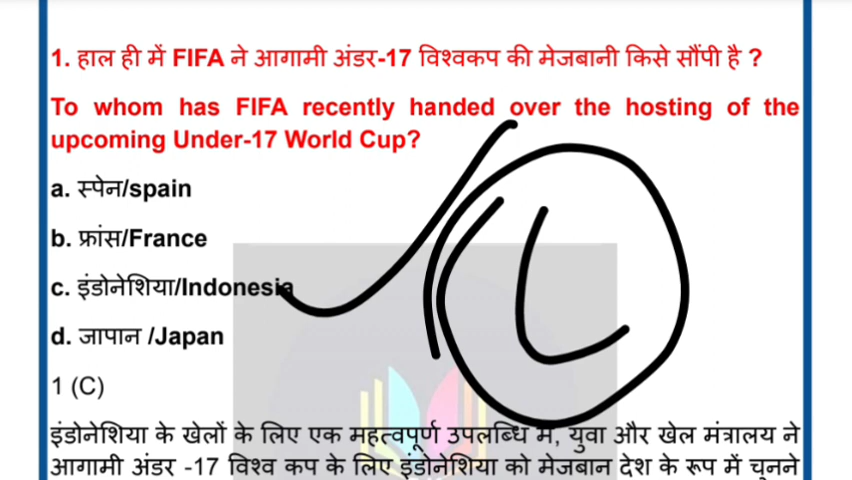 1. हाल ही में FIFA ने आगामी अंडर-17 विश्वकप की मेजबानी किसे सौंपी है ?
To whom has FIFA recently handed over the hosting of the
upcoming Under-17 World Cup?
a. स्पेन/spain
b. फ्रांस/France
c. इंडोनेशिया/Indonesia
d. जापान /Japan
1 (C)
इंडोनेशिया के खेलों के लिए एक महत्वपूर्ण उपलब्धि में, युवा और खेल मंत्रालय ने
आगामी अंडर -17 विश्व कप के लिए इंडोनेशिया को मेजबान देश के रूप में चुनने